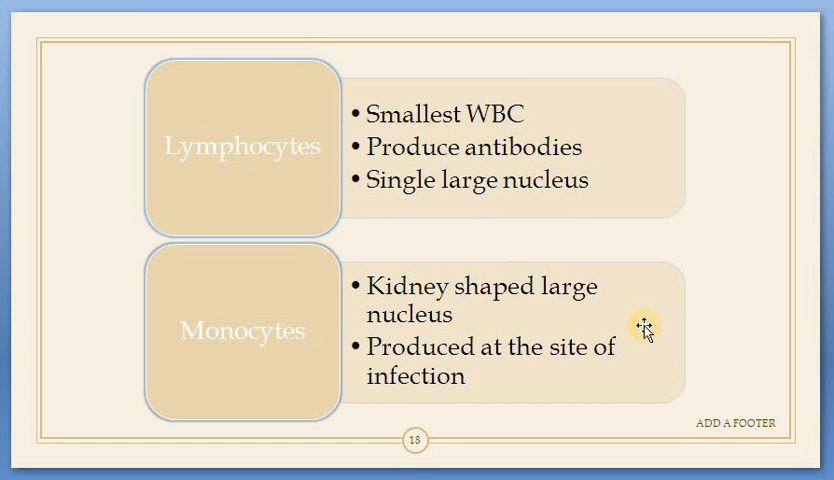 Lymphocytes
• Smallest WBC
• Produce antibodies
• Single large nucleus
Monocytes
• Kidney shaped large
nucleus
• Produced at the site of
infection
ADD A FOOTER
18